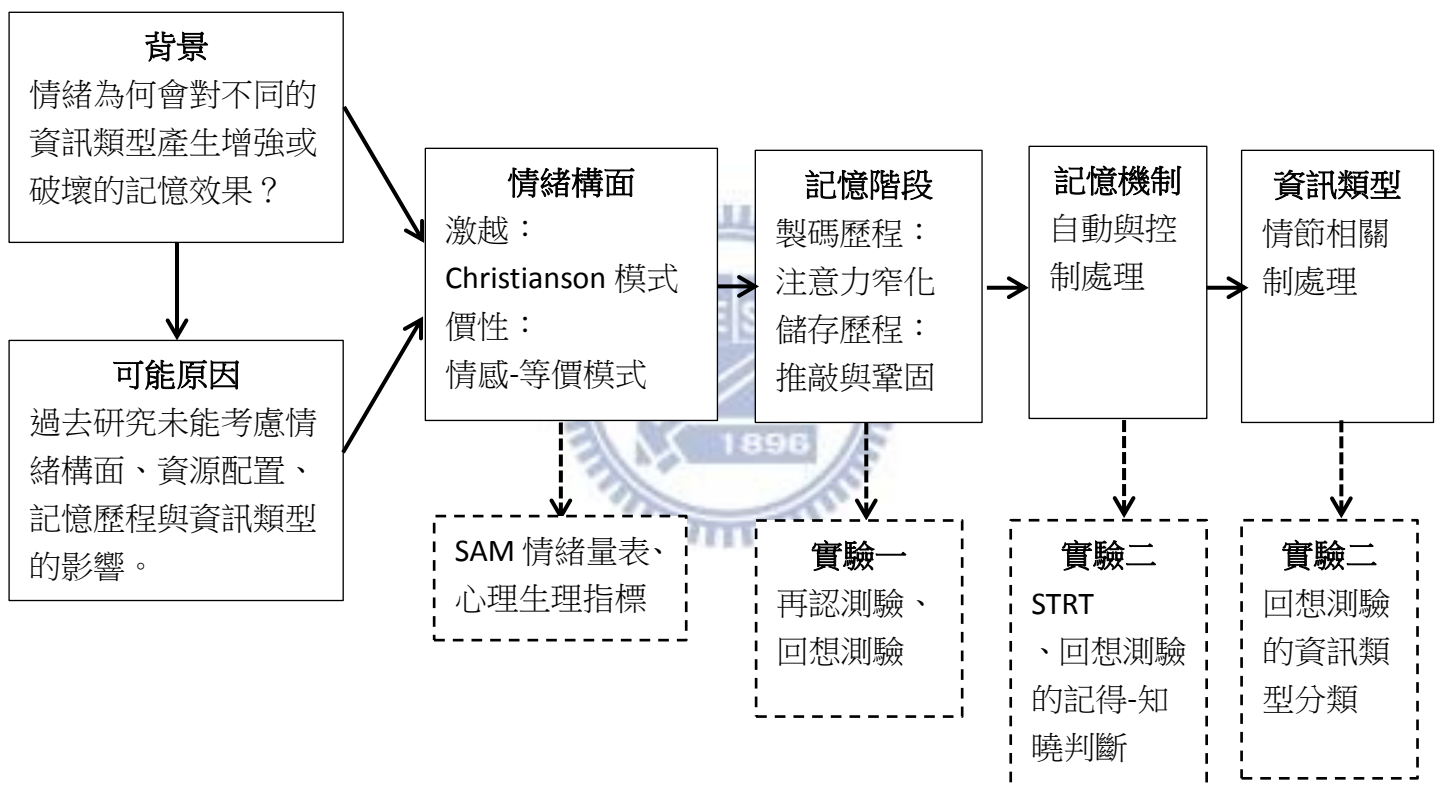 背景
情緒為何會對不同的
資訊類型產生增強或
破壞的記憶效果？
可能原因
過去研究未能考慮情
緒構面、資源配置、
記憶歷程與資訊類型
的影響。
情緒構面
激越：
Christianson 模式
價性：
情感-等價模式
記憶階段
製碼歷程：
注意力窄化
儲存歷程：
推敲與鞏固
記憶機制
自動與控
制處理
資訊類型
情節相關
制處理
SAM 情緒量表、
心理生理指標
實驗一
再認測驗、
回想測驗
實驗二
STRT
、回想測驗
的記得-知
曉判斷
實驗二
回想測驗
的資訊類
型分類
1896